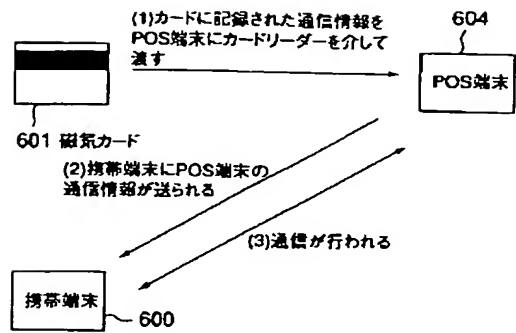 (1)カードに記録された通信情報を
POS端末にカードリーダーを介して
渡す
604
POS端末
601 磁気カード
(2)携帯端末にPOS端末の
通信情報が送られる
(3)通信が行われる
携帯端末
600